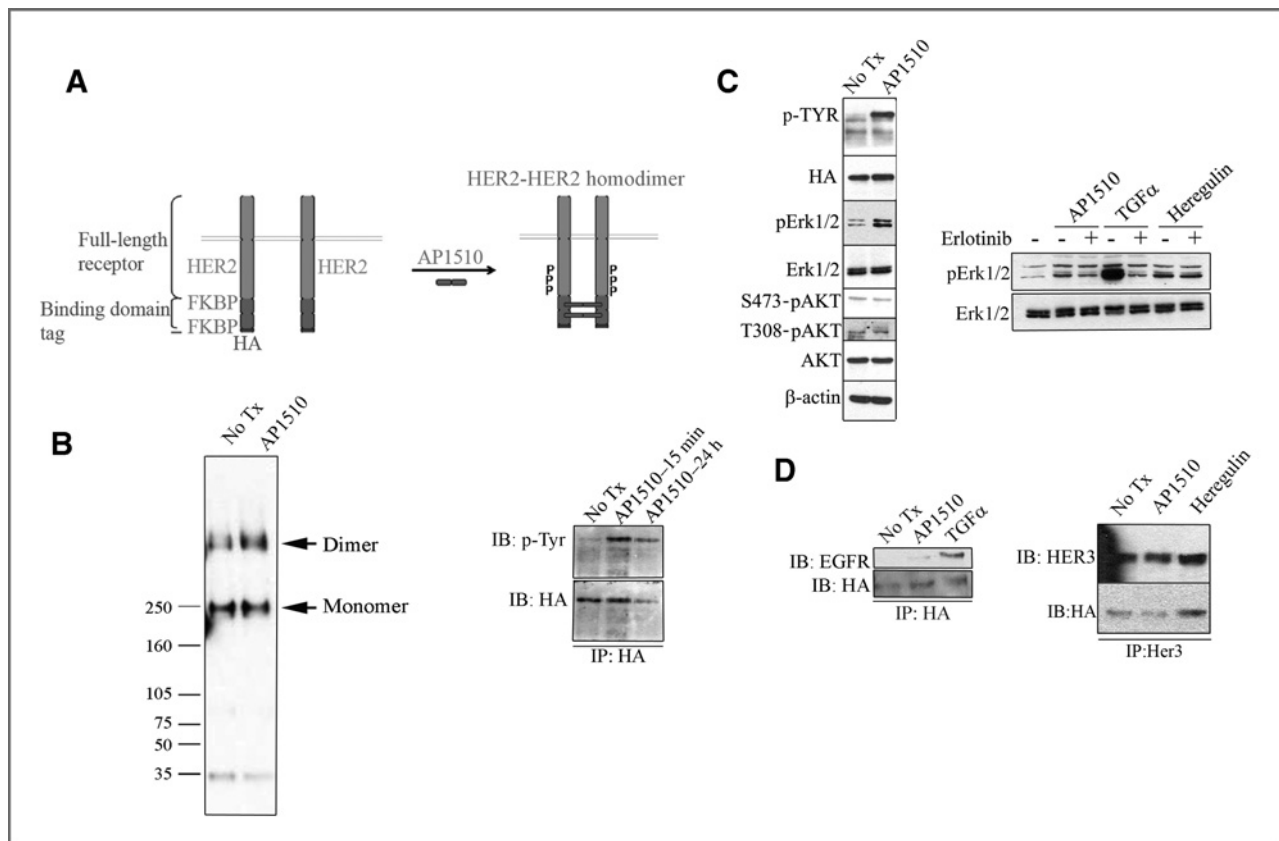 A
HER2-HER2 homodimer
Full-length
receptor
HER2
HER2
AP1510
P
P
P
P
P
P
Binding domain
tag
FKBP
FKBP
HA
B
No Tx
AP1510
Dimer
Monomer
250
160
105
75
50
35
No Tx
AP1510–15 min
AP1510–24 h
IB: p-Tyr
IB: HA
IP: HA
C
No Tx
AP1510
p-TYR
HA
pErk1/2
Erk1/2
S473-pAKT
T308-pAKT
AKT
β-actin
AP1510
TGFα
Heregulin
Erlotinib - - + - + - +
pErk1/2
Erk1/2
D
No Tx
AP1510
TGFα
IB: EGFR
IB: HA
IP: HA
No Tx
AP1510
Heregulin
IB: HER3
IB:HA
IP:Her3